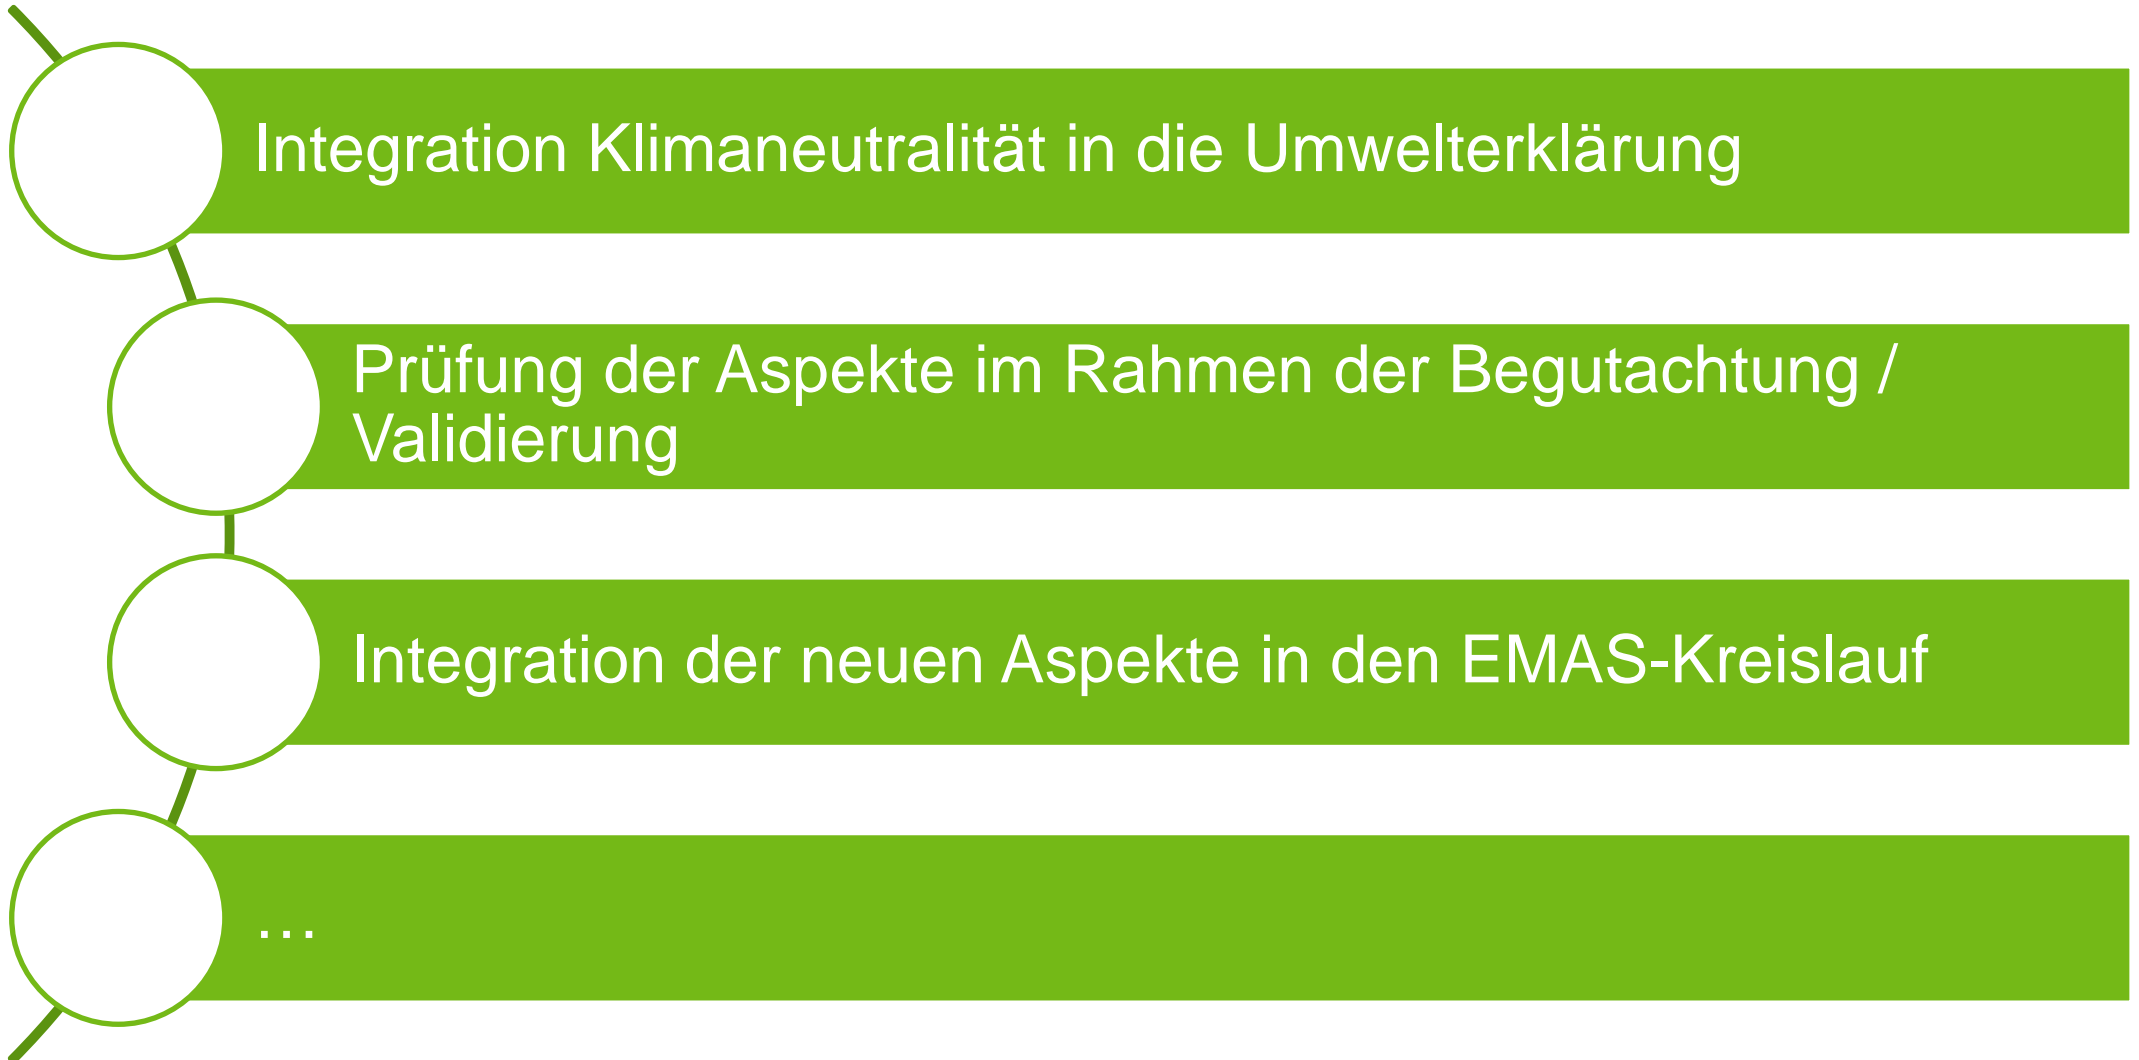 Integration Klimaneutralität in die Umwelterklärung
Prüfung der Aspekte im Rahmen der Begutachtung /
Validierung
Integration der neuen Aspekte in den EMAS-Kreislauf
…